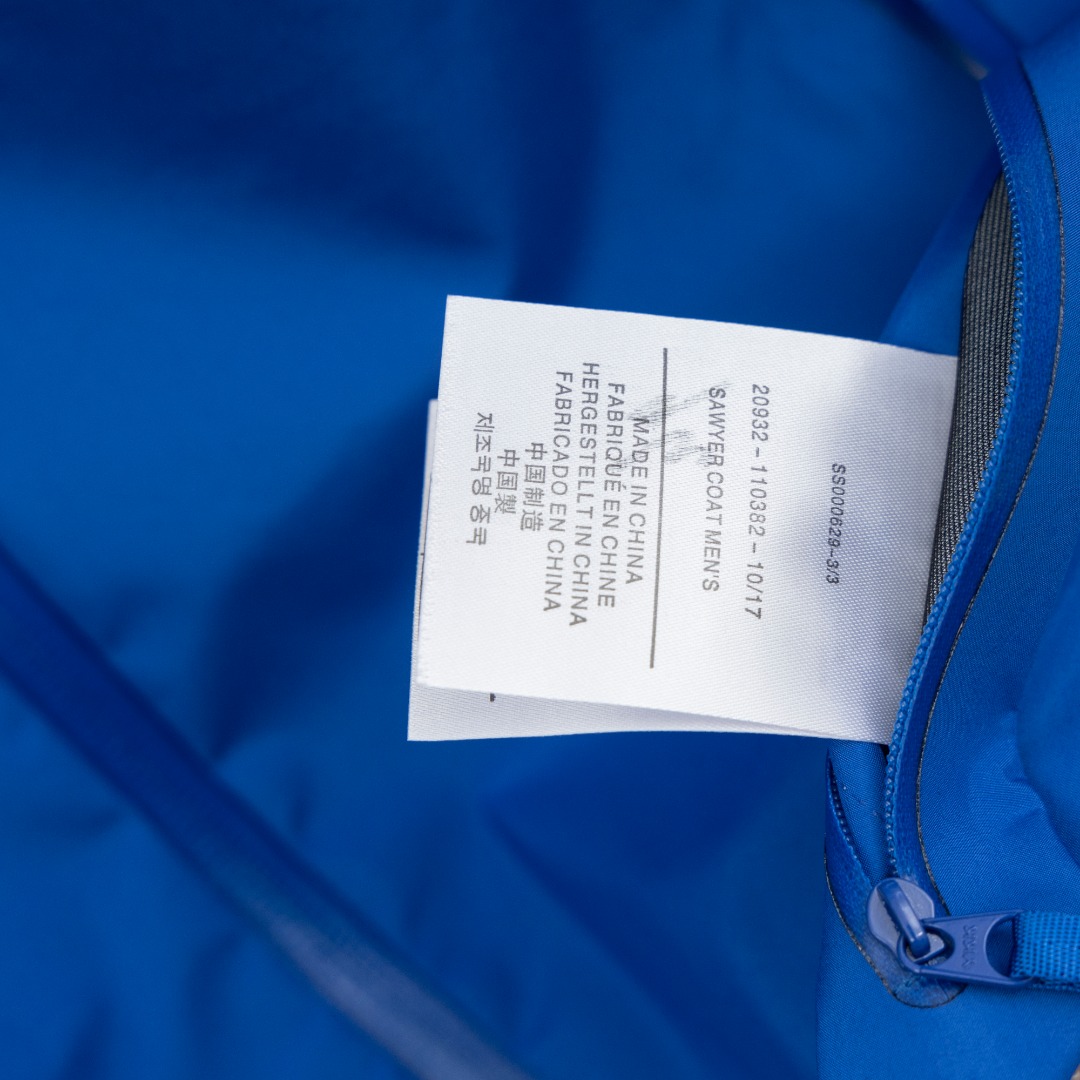 SS000629-3/3
20932 - 110382 - 10/17
SAWYER COAT MEN'S
MADE IN CHINA
FABRIQUÉ EN CHINE
HERGESTELLT IN CHINA
FABRICADO EN CHINA
中国制造
中国製
제조국명 중국